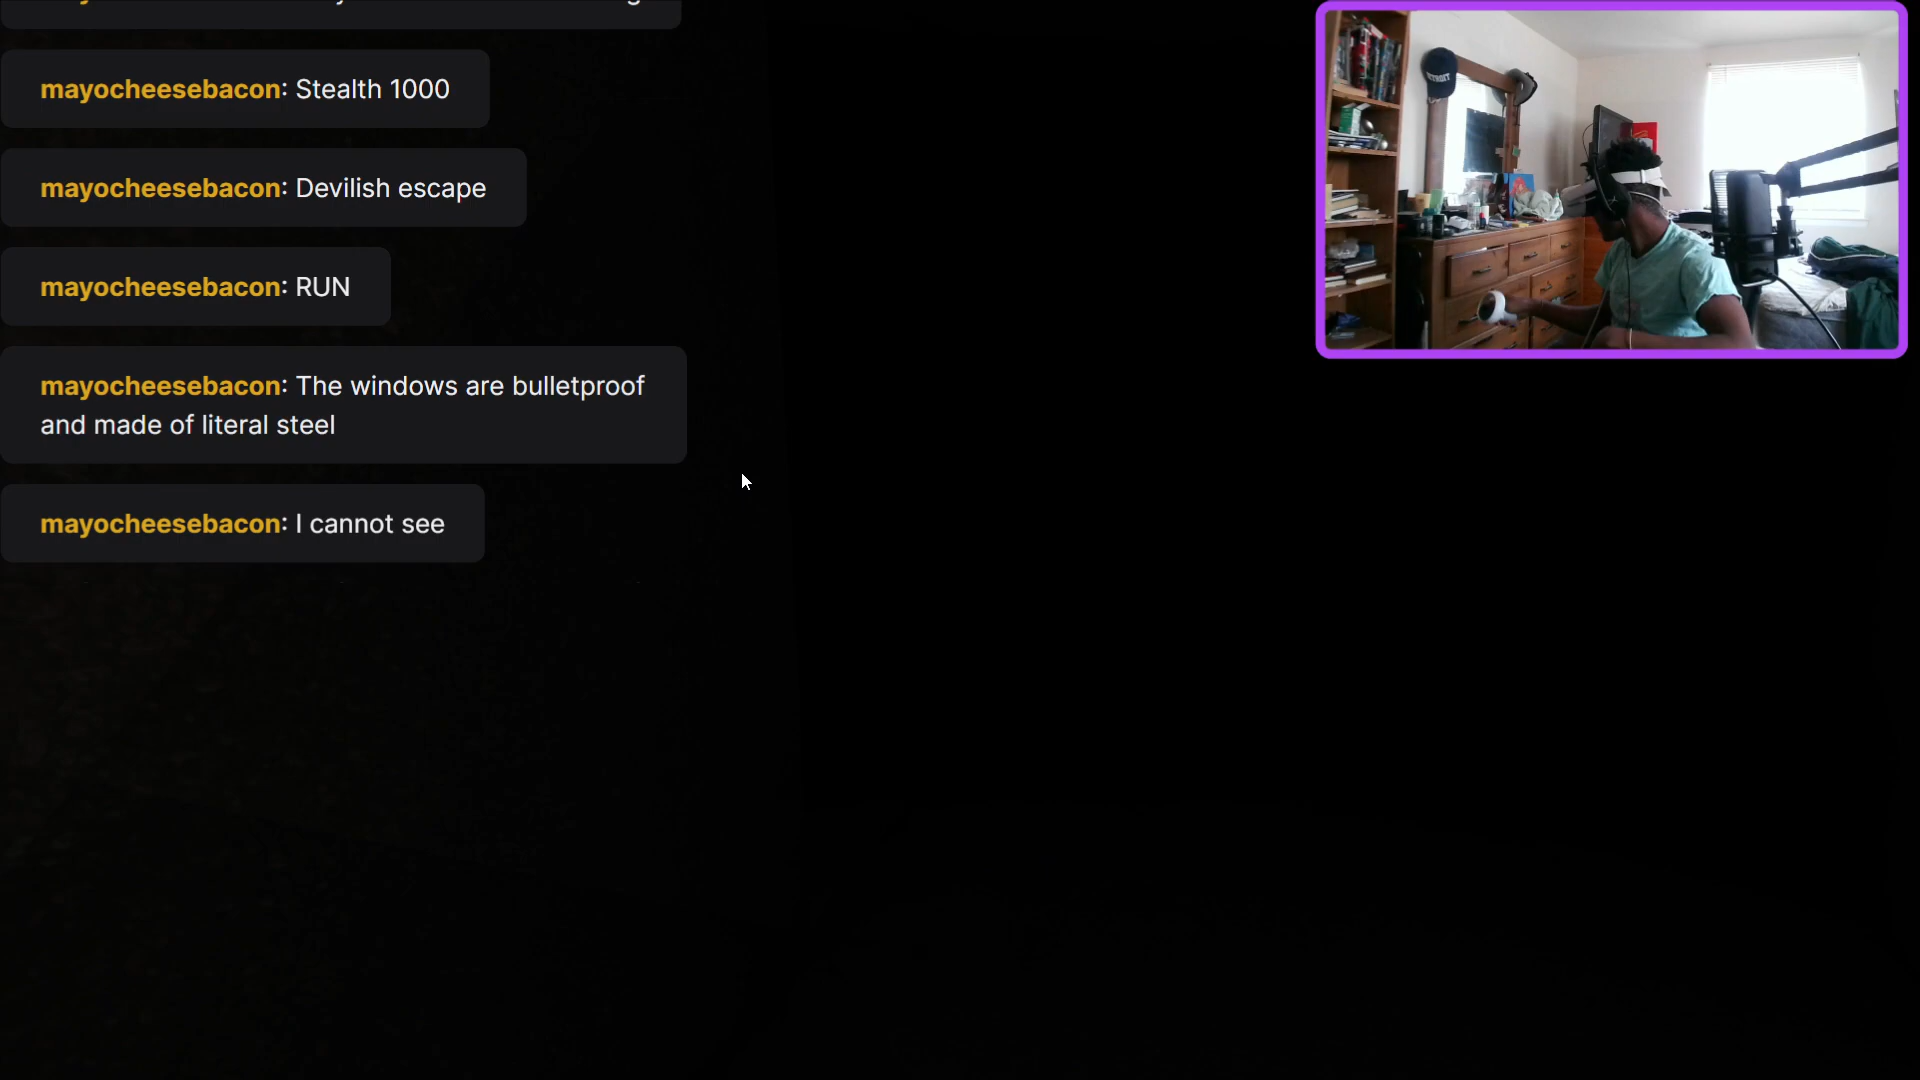 mayocheesebacon: Stealth 1000
mayocheesebacon: Devilish escape
mayocheesebacon: RUN
mayocheesebacon: The windows are bulletproof
and made of literal steel
mayocheesebacon: I cannot see
DETROIT